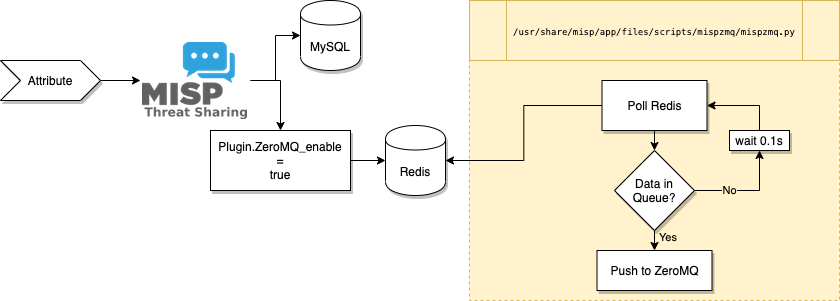 /usr/share/misp/app/files/scripts/mispzmq/mispzmq.py
MySQL
Attribute
MISP
Threat Sharing
Poll Redis
wait 0.1s
Plugin.ZeroMQ_enable
=
true
Redis
Data in
Queue?
No
Yes
Push to ZeroMQ